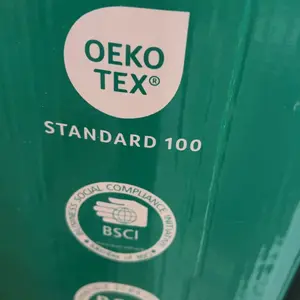 OEKO
TEX®
STANDARD 100
BUSINESS SOCIAL COMPLIANCE INITIATIVE
BSCI